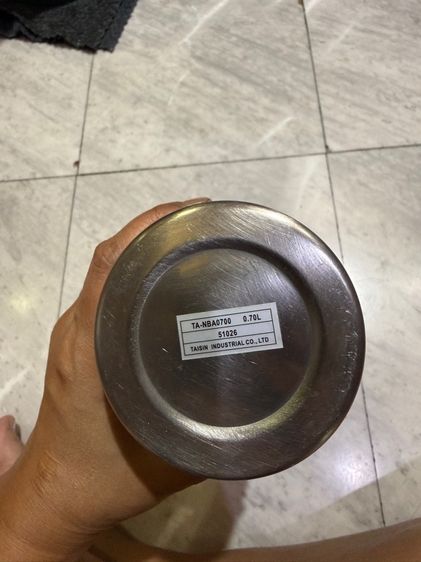 TA-NBA0700 0.70L
51026
TAISIN INDUSTRIAL CO., LTD